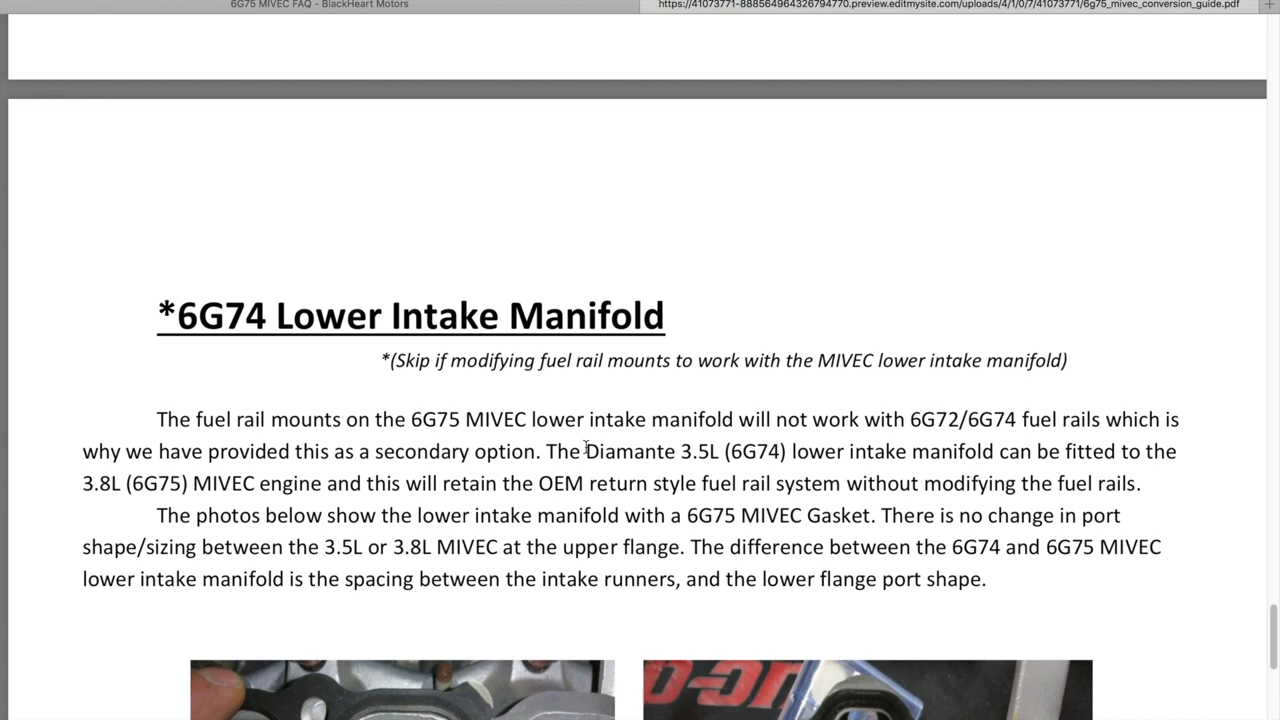 6G75 MIVEC FAQ - BlackHeart Motors
https://41073771-888564964326794770.preview.editmysite.com/uploads/4/1/0/7/41073771/6g75_mivec_conversion_guide.pdf
*6G74 Lower Intake Manifold
*(Skip if modifying fuel rail mounts to work with the MIVEC lower intake manifold)
The fuel rail mounts on the 6G75 MIVEC lower intake manifold will not work with 6G72/6G74 fuel rails which is
why we have provided this as a secondary option. The Diamante 3.5L (6G74) lower intake manifold can be fitted to the
3.8L (6G75) MIVEC engine and this will retain the OEM return style fuel rail system without modifying the fuel rails.
The photos below show the lower intake manifold with a 6G75 MIVEC Gasket. There is no change in port
shape/sizing between the 3.5L or 3.8L MIVEC at the upper flange. The difference between the 6G74 and 6G75 MIVEC
lower intake manifold is the spacing between the intake runners, and the lower flange port shape.